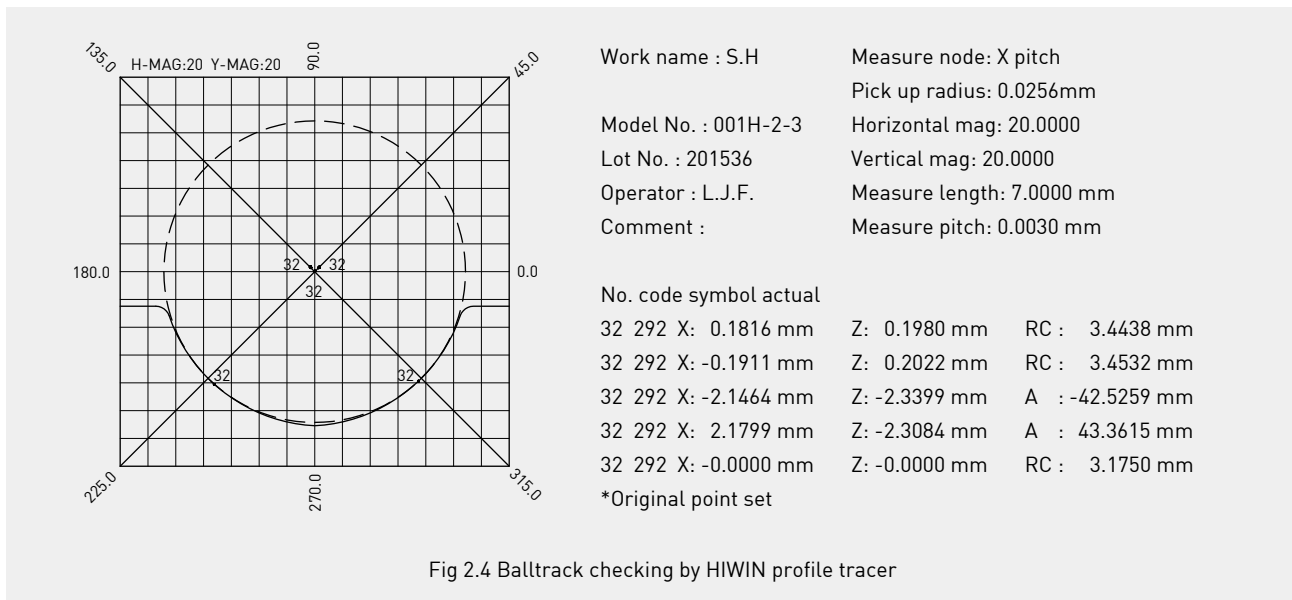 H-MAG:20 Y-MAG:20
135.0
90.0
45.0
180.0
0.0
32 32
32
32 32
225.0
270.0
315.0
Work name : S.H
Measure node: X pitch
Pick up radius: 0.0256mm
Model No. : 001H-2-3
Horizontal mag: 20.0000
Lot No. : 201536
Vertical mag: 20.0000
Operator : L.J.F.
Measure length: 7.0000 mm
Comment :
Measure pitch: 0.0030 mm
No. code symbol actual
32 292 X: 0.1816 mm Z: 0.1980 mm RC : 3.4438 mm
32 292 X: -0.1911 mm Z: 0.2022 mm RC : 3.4532 mm
32 292 X: -2.1464 mm Z: -2.3399 mm A : -42.5259 mm
32 292 X: 2.1799 mm Z: -2.3084 mm A : 43.3615 mm
32 292 X: -0.0000 mm Z: -0.0000 mm RC : 3.1750 mm
*Original point set
Fig 2.4 Balltrack checking by HIWIN profile tracer